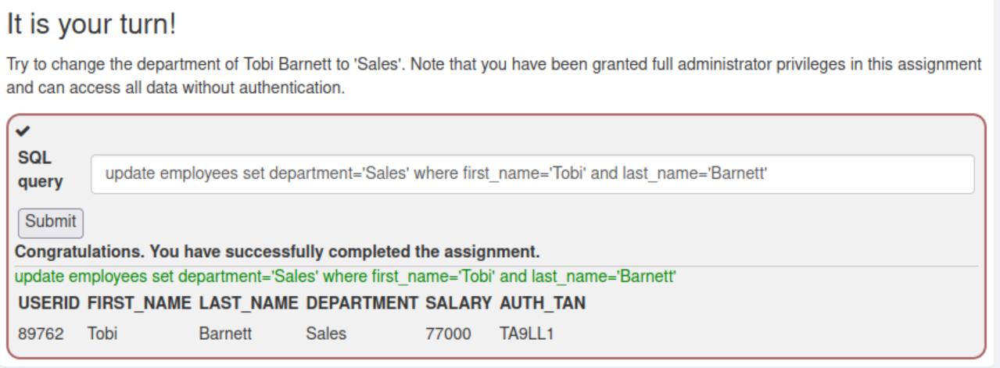 It is your turn!
Try to change the department of Tobi Barnett to 'Sales'. Note that you have been granted full administrator privileges in this assignment
and can access all data without authentication.
SQL
query
update employees set department='Sales' where first_name='Tobi' and last_name='Barnett'
Submit
Congratulations. You have successfully completed the assignment.
update employees set department='Sales' where first_name='Tobi' and last_name='Barnett'
USERID FIRST_NAME LAST_NAME DEPARTMENT SALARY AUTH_TAN
89762 Tobi Barnett Sales 77000 TA9LL1